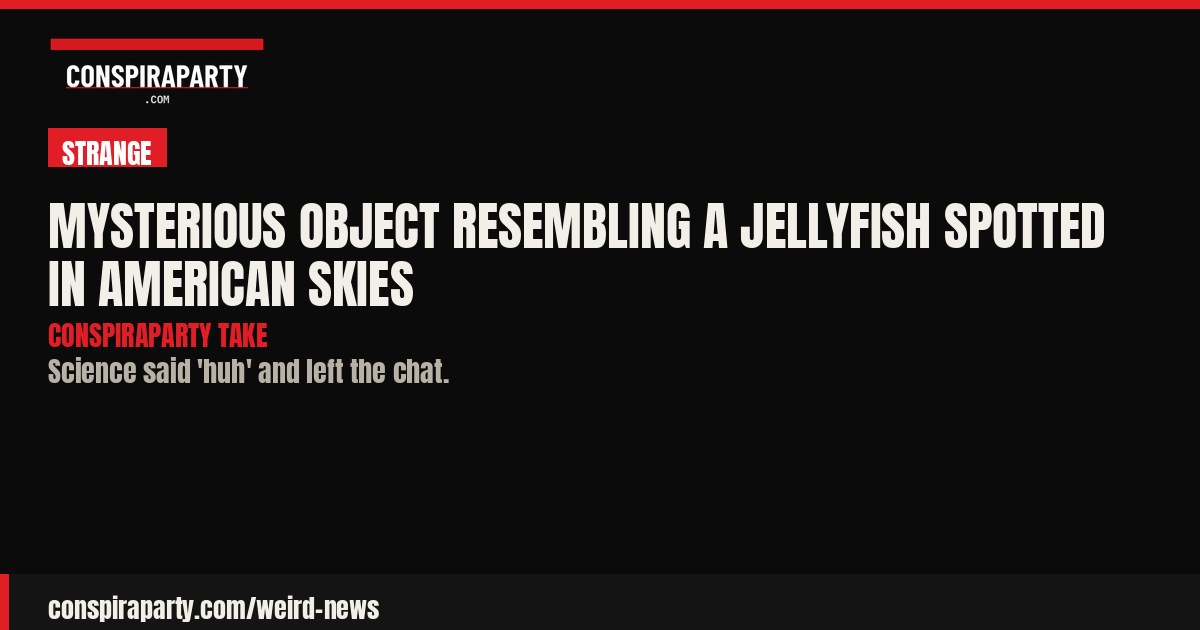 CONSPIRAPARTY
.COM
STRANGE
MYSTERIOUS OBJECT RESEMBLING A JELLYFISH SPOTTED
IN AMERICAN SKIES
CONSPIRAPARTY TAKE
Science said 'huh' and left the chat.
conspiraparty.com/weird-news